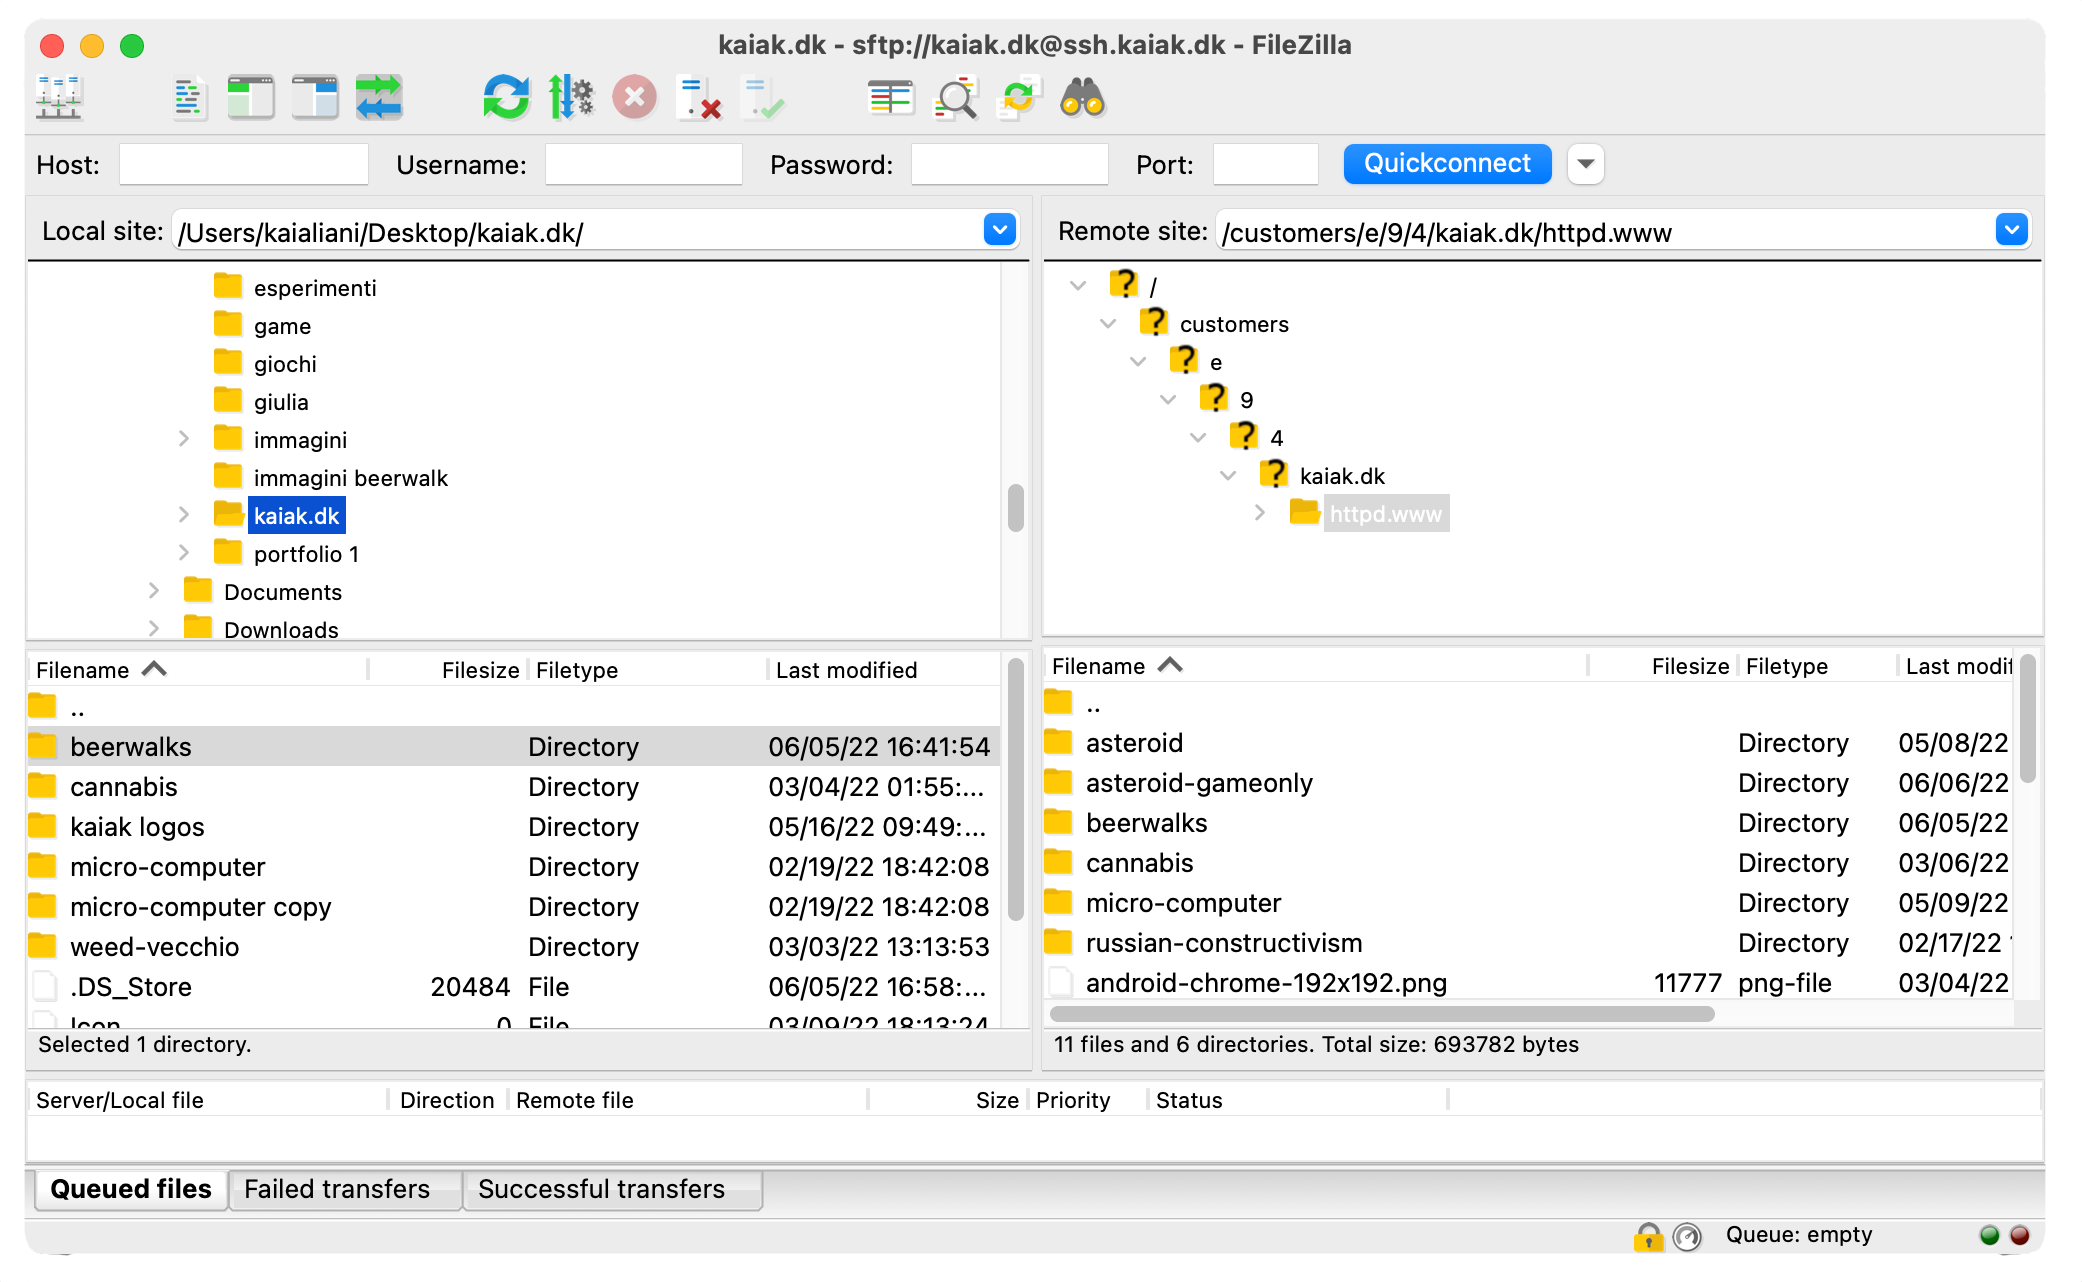 kaiak.dk - sftp://kaiak.dk@ssh.kaiak.dk - FileZilla
Host: Username: Password: Port: Quickconnect
Local site: /Users/kaialiani/Desktop/kaiak.dk/
esperimenti
game
giochi
giulia
immagini
immagini beerwalk
kaiak.dk
portfolio 1
Documents
Downloads
Filename Filesize Filetype Last modified
..
beerwalks Directory 06/05/22 16:41:54
cannabis Directory 03/04/22 01:55:...
kaiak logos Directory 05/16/22 09:49:...
micro-computer Directory 02/19/22 18:42:08
micro-computer copy Directory 02/19/22 18:42:08
weed-vecchio Directory 03/03/22 13:13:53
.DS_Store 20484 File 06/05/22 16:58:...
Icon 0 File 03/09/22 18:13:24
Selected 1 directory.
Remote site: /customers/e/9/4/kaiak.dk/httpd.www
/
customers
e
9
4
kaiak.dk
httpd.www
Filename Filesize Filetype Last modif
..
asteroid Directory 05/08/22
asteroid-gameonly Directory 06/06/22
beerwalks Directory 06/05/22
cannabis Directory 03/06/22
micro-computer Directory 05/09/22
russian-constructivism Directory 02/17/22
android-chrome-192x192.png 11777 png-file 03/04/22
11 files and 6 directories. Total size: 693782 bytes
Server/Local file Direction Remote file Size Priority Status
Queued files Failed transfers Successful transfers
Queue: empty